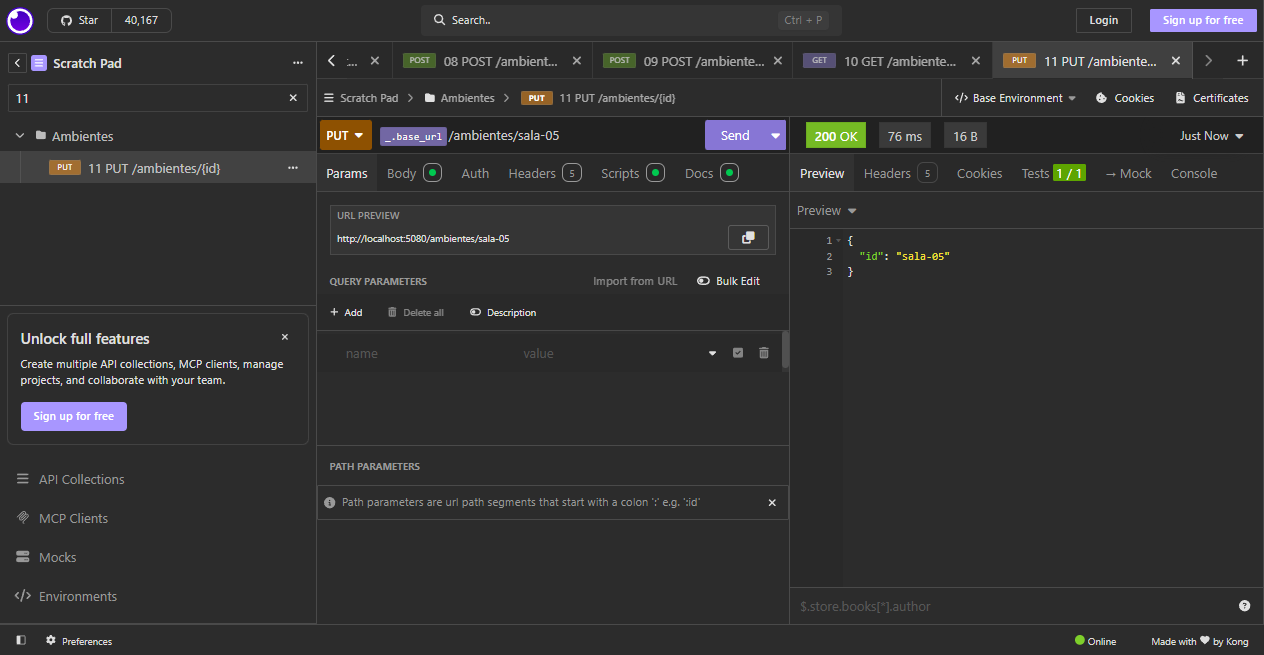 Star 40,167 Search.. Ctrl + P Login Sign up for free
Scratch Pad
11
Ambientes
PUT 11 PUT /ambientes/{id}
Unlock full features
Create multiple API collections, MCP clients, manage
projects, and collaborate with your team.
Sign up for free
API Collections
MCP Clients
Mocks
Environments
...
POST 08 POST /ambient...
POST 09 POST /ambiente...
GET 10 GET /ambiente...
PUT 11 PUT /ambiente...
Scratch Pad Ambientes PUT 11 PUT /ambientes/{id}
Base Environment Cookies Certificates
PUT _.base_url /ambientes/sala-05 Send
Params Body Auth Headers 5 Scripts Docs
URL PREVIEW
http://localhost:5080/ambientes/sala-05
QUERY PARAMETERS Import from URL Bulk Edit
+ Add Delete all Description
name value
PATH PARAMETERS
Path parameters are url path segments that start with a colon ':' e.g. ':id'
200 OK 76 ms 16 B Just Now
Preview Headers 5 Cookies Tests 1 / 1 → Mock Console
Preview
1 {
2 "id": "sala-05"
3 }
$.store.books[*].author
Preferences Online Made with ♥ by Kong